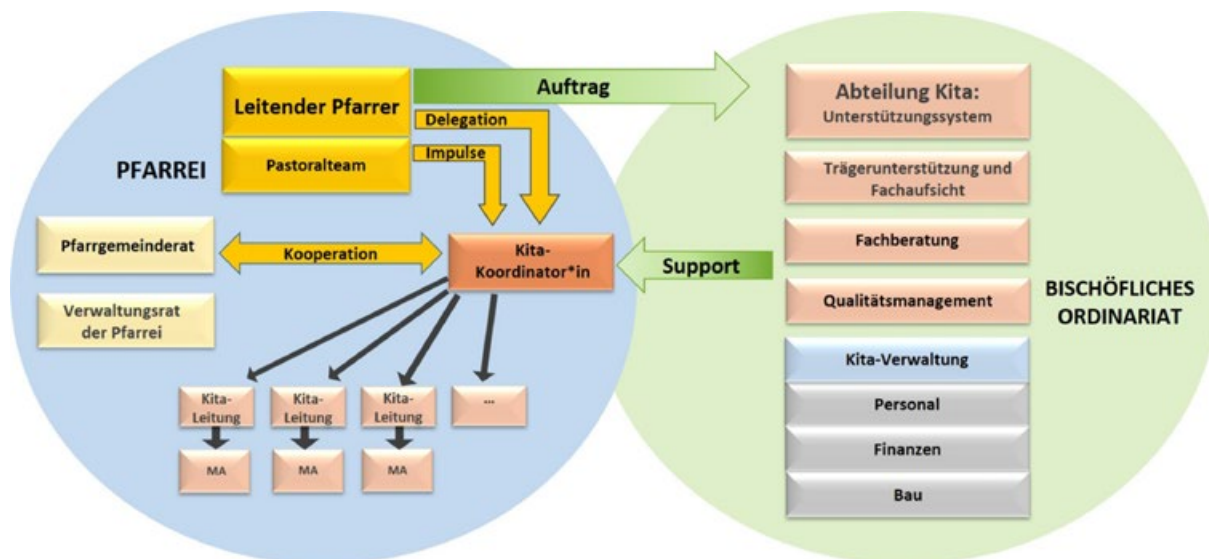 Leitender Pfarrer
Pastoralteam
PFARREI
Auftrag
Delegation
Impulse
Pfarrgemeinderat
Kooperation
Kita-
Koordinator*in
Verwaltungsrat
der Pfarrei
Kita-
Leitung
Kita-
Leitung
Kita-
Leitung
...
MA
MA
MA
Support
Abteilung Kita:
Unterstützungssystem
Trägerunterstützung und
Fachaufsicht
Fachberatung
Qualitätsmanagement
BISCHÖFLICHES
ORDINARIAT
Kita-Verwaltung
Personal
Finanzen
Bau